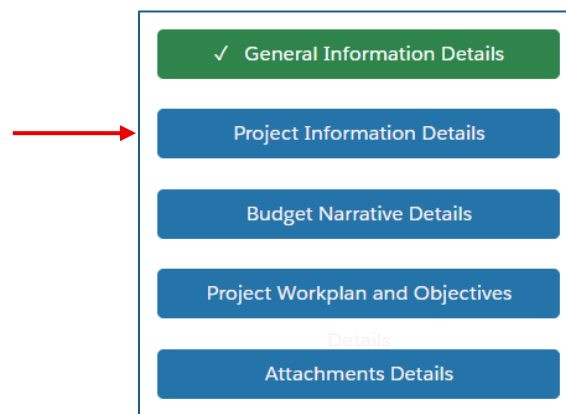 ✓ General Information Details
Project Information Details
Budget Narrative Details
Project Workplan and Objectives
Details
Attachments Details